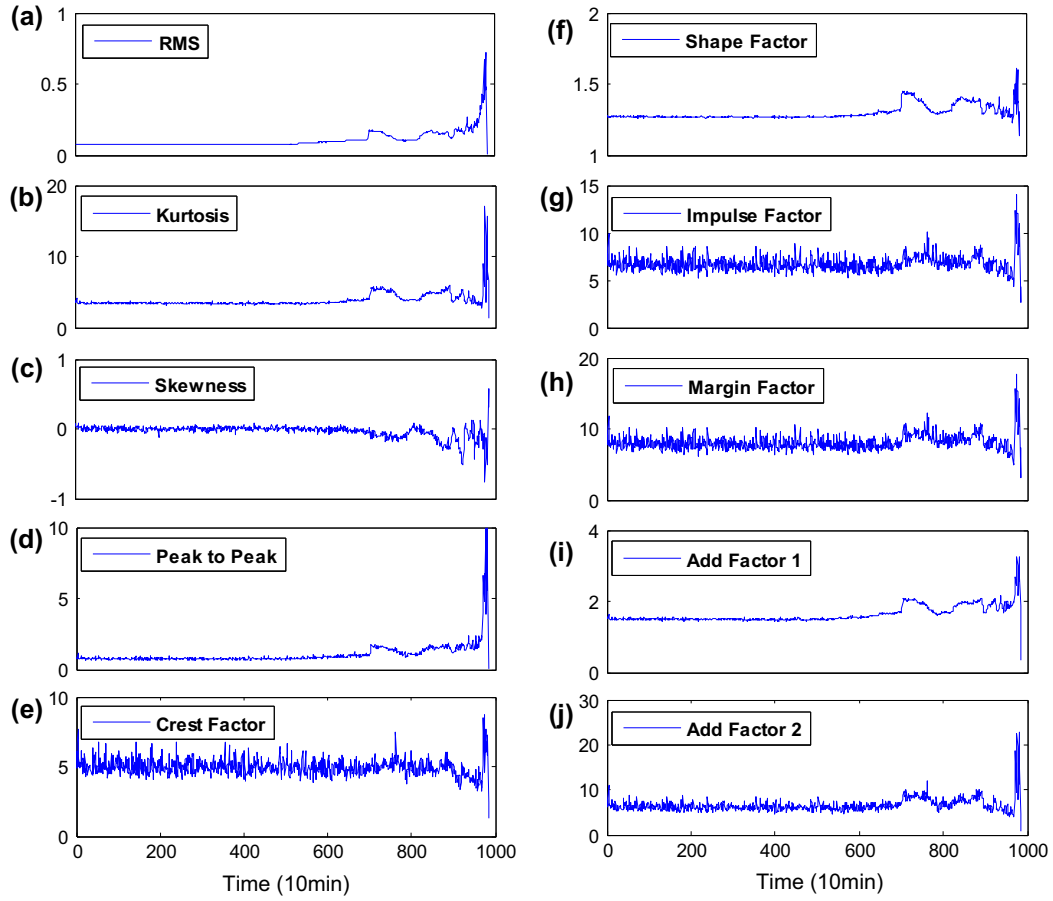 (a)
1
0.5
0
RMS
(b)
20
10
0
Kurtosis
(c)
1
0
-1
Skewness
(d)
10
5
0
Peak to Peak
(e)
10
5
0
Crest Factor
0 200 400 600 800 1000
Time (10min)
(f)
2
1.5
1
Shape Factor
(g)
15
10
5
0
Impulse Factor
(h)
20
10
0
Margin Factor
(i)
4
2
0
Add Factor 1
(j)
30
20
10
0
Add Factor 2
0 200 400 600 800 1000
Time (10min)